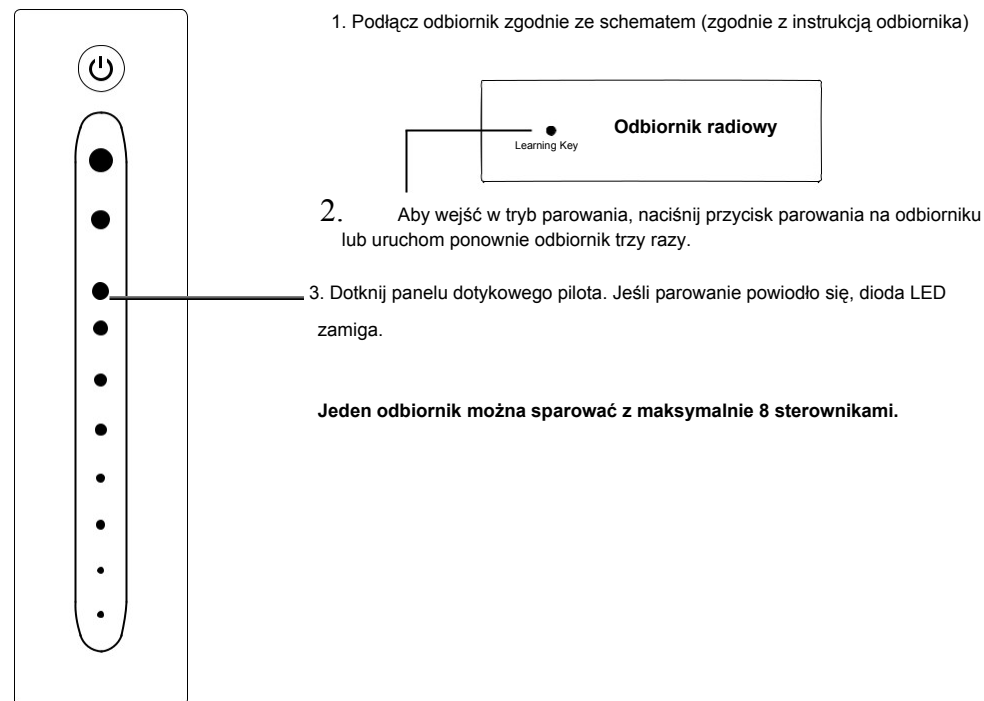 1. Podłącz odbiornik zgodnie ze schematem (zgodnie z instrukcją odbiornika)
Odbiornik radiowy
Learning Key
2. Aby wejść w tryb parowania, naciśnij przycisk parowania na odbiorniku
lub uruchom ponownie odbiornik trzy razy.
3. Dotknij panelu dotykowego pilota. Jeśli parowanie powiodło się, dioda LED
zamiga.
Jeden odbiornik można sparować z maksymalnie 8 sterownikami.